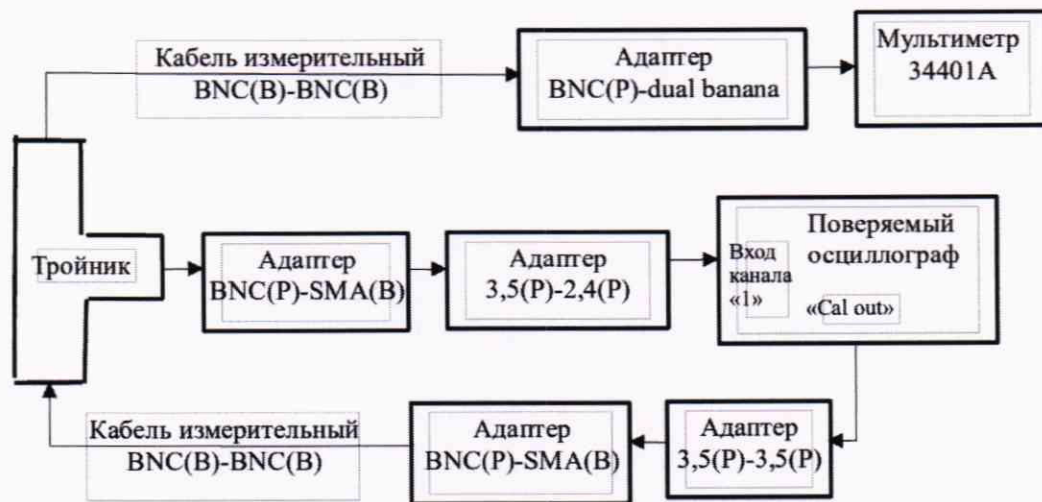 Кабель измерительный
BNC(B)-BNC(B)
Адаптер
BNC(P)-dual banana
Мультиметр
34401A
Тройник
Адаптер
BNC(P)-SMA(B)
Адаптер
3,5(P)-2,4(P)
Вход
канала
«1»
Поверяемый
осциллограф
«Cal out»
Кабель измерительный
BNC(B)-BNC(B)
Адаптер
BNC(P)-SMA(B)
Адаптер
3,5(P)-3,5(P)